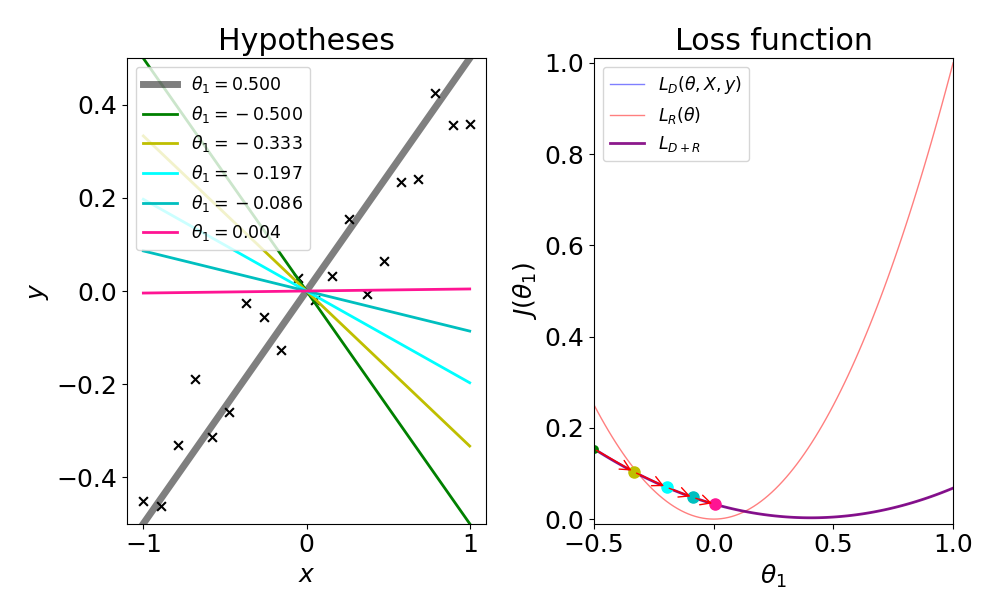 Hypotheses
θ₁ = 0.500
θ₁ = −0.500
θ₁ = −0.333
θ₁ = −0.197
θ₁ = −0.086
θ₁ = 0.004
0.4
0.2
0.0
−0.2
−0.4
y
−1
0
1
x
Loss function
L_D(θ, X, y)
L_R(θ)
L_{D+R}
1.0
0.8
0.6
0.4
0.2
0.0
J(θ₁)
−0.5
0.0
0.5
1.0
θ₁